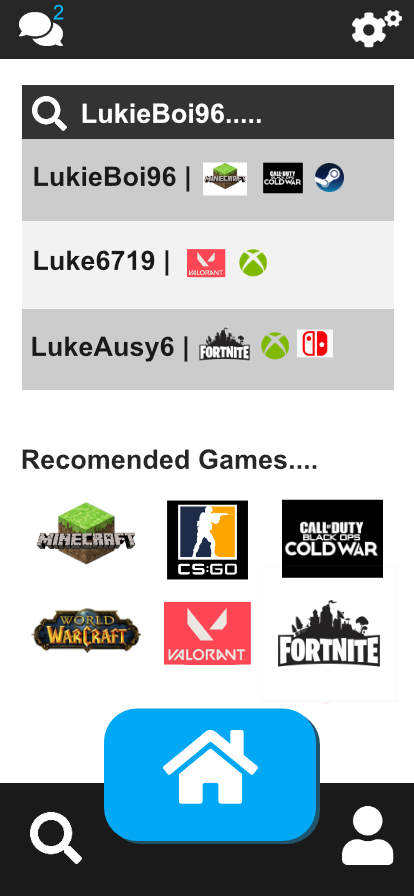 2
LukieBoi96.....
LukieBoi96 | MINECRAFT CALL OF DUTY BLACK OPS COLD WAR
Luke6719 | VALORANT
LukeAusy6 | FORTNITE
Recomended Games....
MINECRAFT
CS:GO
CALL OF DUTY
BLACK OPS
COLD WAR
WORLD
OF
WARCRAFT
VALORANT
FORTNITE